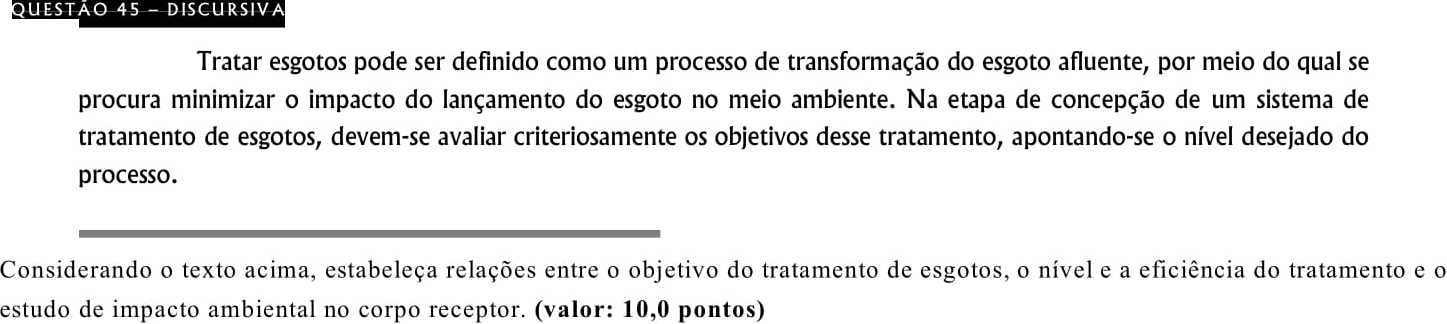 QUESTÃO 45 – DISCURSIVA
Tratar esgotos pode ser definido como um processo de transformação do esgoto afluente, por meio do qual se
procura minimizar o impacto do lançamento do esgoto no meio ambiente. Na etapa de concepção de um sistema de
tratamento de esgotos, devem-se avaliar criteriosamente os objetivos desse tratamento, apontando-se o nível desejado do
processo.
Considerando o texto acima, estabeleça relações entre o objetivo do tratamento de esgotos, o nível e a eficiência do tratamento e o
estudo de impacto ambiental no corpo receptor. (valor: 10,0 pontos)